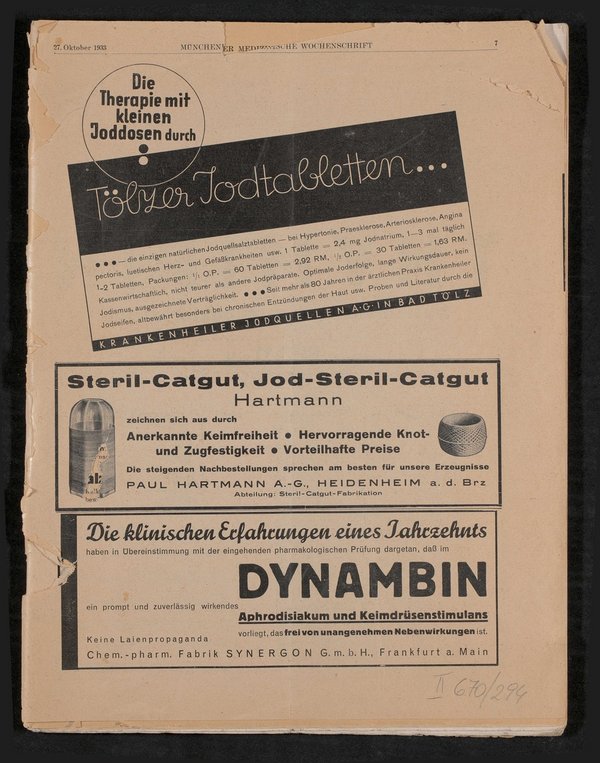 27. Oktober 1933 MÜNCHENER MEDIZINISCHE WOCHENSCHRIFT 7
Die
Therapie mit
kleinen
Joddosen durch
Tölzer Jodtabletten...
●●● — die einzigen natürlichen Jodquellsalztabletten — bei Hypertonie, Praesklerose, Arteriosklerose, Angina
pectoris, luetischen Herz- und Gefäßkrankheiten usw. 1 Tablette = 2,4 mg Jodnatrium, 1—3 mal täglich
1-2 Tabletten. Packungen: 1/1 O.P. = 60 Tabletten = 2,92 RM, 1/2 O.P. = 30 Tabletten = 1,63 RM.
Kassenwirtschaftlich, nicht teurer als andere Jodpräparate. Optimale Joderfolge, lange Wirkungsdauer, kein
Jodismus, ausgezeichnete Verträglichkeit. ●●● Seit mehr als 80 Jahren in der ärztlichen Praxis Krankenheiler
Jodseifen, altbewährt besonders bei chronischen Entzündungen der Haut usw. Proben und Literatur durch die
KRANKENHEILER JODQUELLEN A·G· IN BAD TÖLZ
Steril-Catgut, Jod-Steril-Catgut
Hartmann
zeichnen sich aus durch
Anerkannte Keimfreiheit ● Hervorragende Knot-
und Zugfestigkeit ● Vorteilhafte Preise
Die steigenden Nachbestellungen sprechen am besten für unsere Erzeugnisse
PAUL HARTMANN A.-G., HEIDENHEIM a. d. Brz
Abteilung: Steril-Catgut-Fabrikation
Die klinischen Erfahrungen eines Jahrzehnts
haben in Übereinstimmung mit der eingehenden pharmakologischen Prüfung dargetan, daß im
DYNAMBIN
ein prompt und zuverlässig wirkendes
Aphrodisiakum und Keimdrüsenstimulans
vorliegt, das frei von unangenehmen Nebenwirkungen ist.
Keine Laienpropaganda
Chem.-pharm. Fabrik SYNERGON G.m.b.H., Frankfurt a. Main
II 670/294